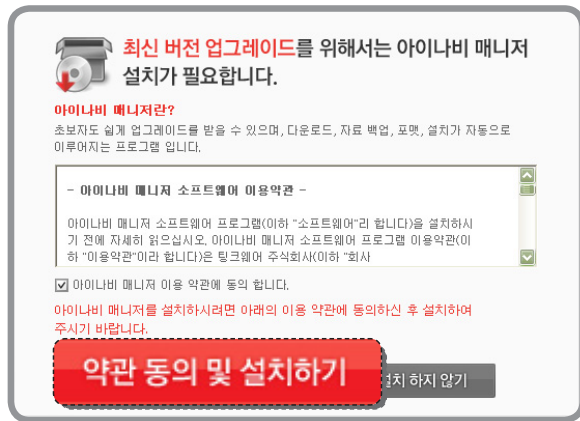 최신 버전 업그레이드를 위해서는 아이나비 매니저
설치가 필요합니다.
아이나비 매니저란?
초보자도 쉽게 업그레이드를 받을 수 있으며, 다운로드, 자료 백업, 포맷, 설치가 자동으로
이루어지는 프로그램 입니다.
- 아이나비 매니저 소프트웨어 이용약관 -
아이나비 매니저 소프트웨어 프로그램(이하 "소프트웨어"리 합니다)을 설치하시
기 전에 자세히 읽으십시오. 아이나비 매니저 소프트웨어 프로그램 이용약관(이
하 "이용약관"이라 합니다)은 팅크웨어 주식회사(이하 "회사
아이나비 매니저 이용 약관에 동의 합니다.
아이나비 매니저를 설치하시려면 아래의 이용 약관에 동의하신 후 설치하여
주시기 바랍니다.
약관 동의 및 설치하기
설치 하지 않기